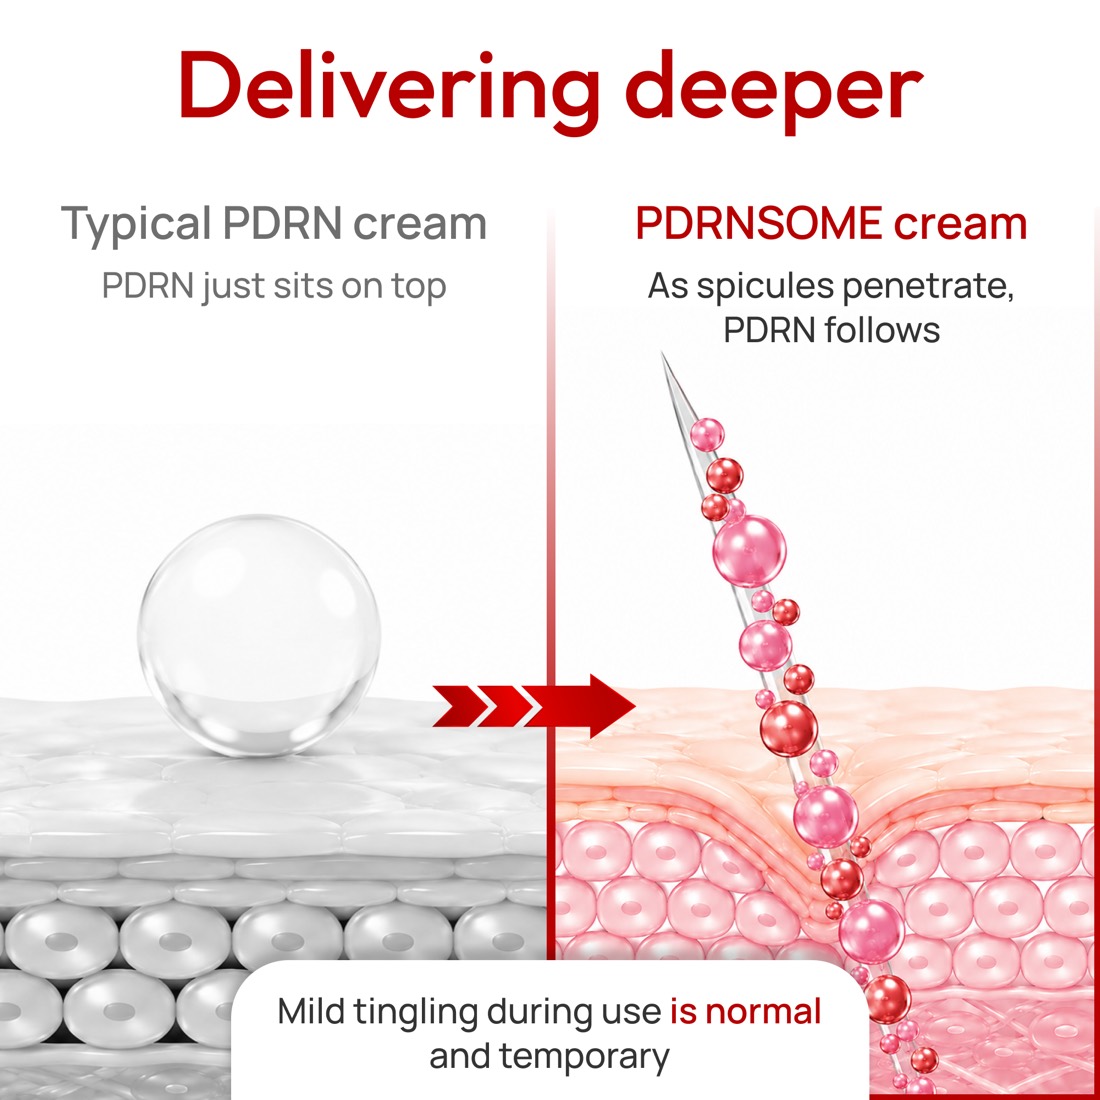 Delivering deeper
Typical PDRN cream
PDRN just sits on top
PDRNSOME cream
As spicules penetrate,
PDRN follows
Mild tingling during use is normal
and temporary